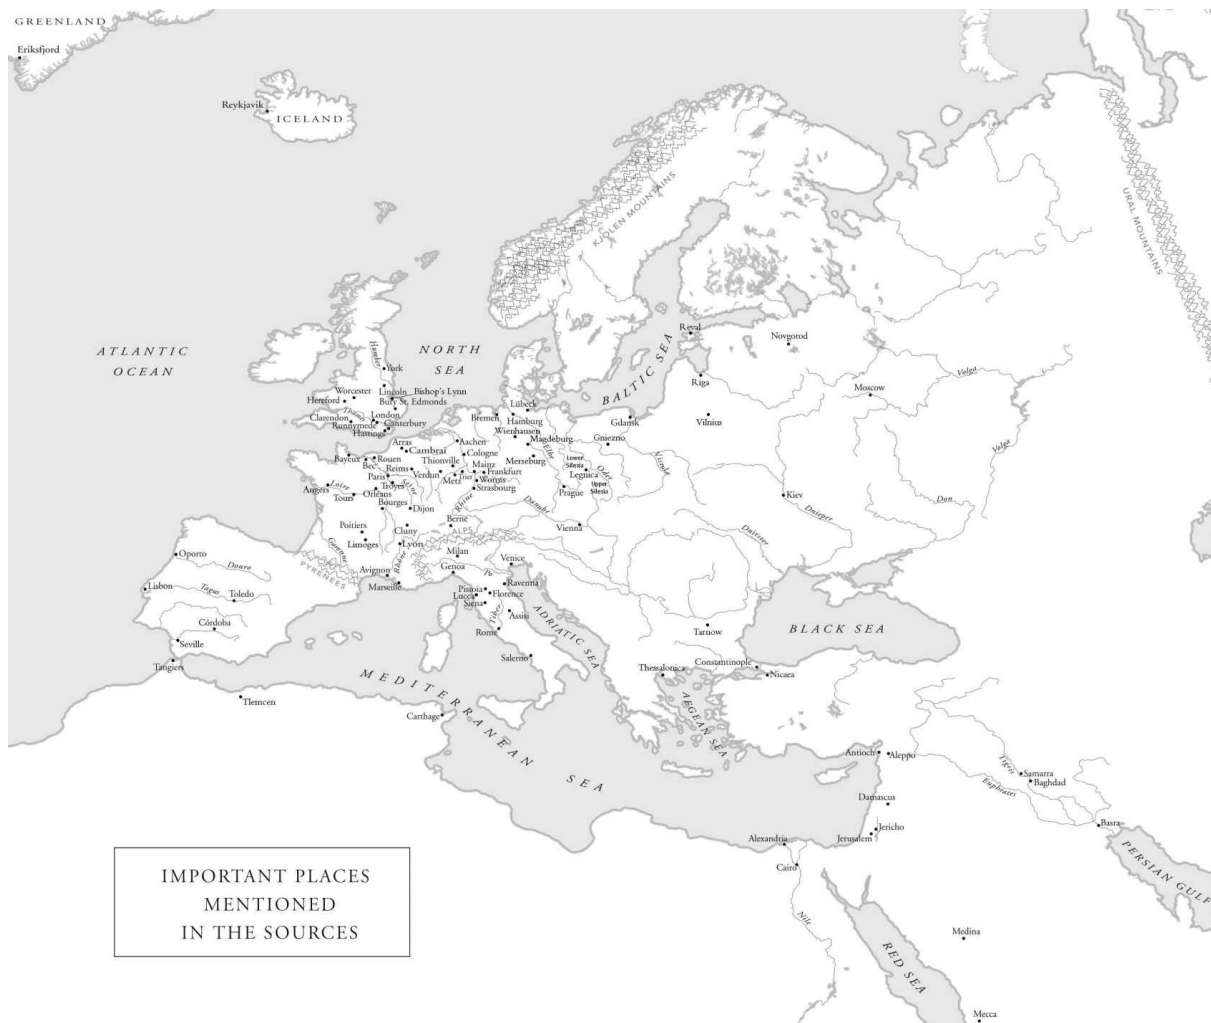 GREENLAND
Eriksfjord
Reykjavik
ICELAND
KJOLEN MOUNTAINS
URAL MOUNTAINS
ATLANTIC
OCEAN
NORTH
SEA
BALTIC SEA
Reval
Novgorod
Riga
Moscow
Volga
Volga
Vilnius
Gdansk
Humber
York
Lincoln
Bishop's Lynn
Worcester
Hereford
Bury St. Edmonds
Thames
London
Clarendon
Runnymede
Canterbury
Hastings
Lübeck
Bremen
Hamburg
Wienhausen
Magdeburg
Elbe
Gniezno
Merseburg
Lower
Silesia
Oder
Legnica
Upper
Silesia
Vistula
Prague
Arras
Cambrai
Aachen
Cologne
Thionville
Mainz
Frankfurt
Bayeux
Rouen
Bec
Reims
Verdun
Metz
Trier
Worms
Strasbourg
Paris
Troyes
Seine
Loire
Angers
Tours
Orléans
Bourges
Dijon
Rhine
Danube
Vienna
Kiev
Dnieper
Don
Dniester
Poitiers
Limoges
Cluny
Berne
ALPS
Lyon
Garonne
Rhône
Milan
Venice
Genoa
Po
Avignon
Marseille
PYRENEES
Oporto
Douro
Lisbon
Tagus
Toledo
Córdoba
Seville
Tangiers
Tlemcen
Pistoia
Ravenna
Lucca
Florence
Siena
Tiber
Assisi
Rome
Salerno
ADRIATIC SEA
Tarnow
BLACK SEA
Constantinople
Thessalonica
Nicaea
AEGEAN SEA
MEDITERRANEAN SEA
Carthage
Antioch
Aleppo
Tigris
Samarra
Baghdad
Euphrates
Damascus
Basra
Jericho
Jerusalem
Alexandria
Cairo
Nile
PERSIAN GULF
RED SEA
Medina
Mecca
IMPORTANT PLACES
MENTIONED
IN THE SOURCES